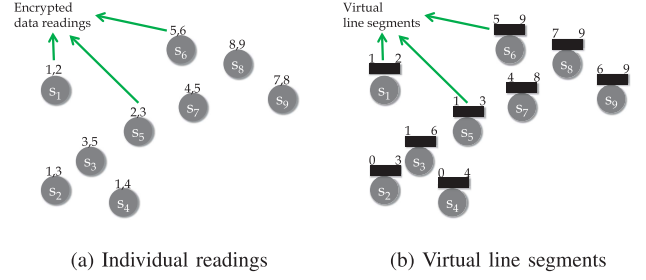 Encrypted
data readings
5,6
S6
8,9
S8
1,2
S1
4,5
S7
7,8
S9
2,3
S5
3,5
S3
1,3
S2
1,4
S4
(a) Individual readings
Virtual
line segments
5 9
S6
7 9
S8
1 2
S1
4 8
S7
6 9
S9
1 3
S5
1 6
S3
0 3
S2
0 4
S4
(b) Virtual line segments